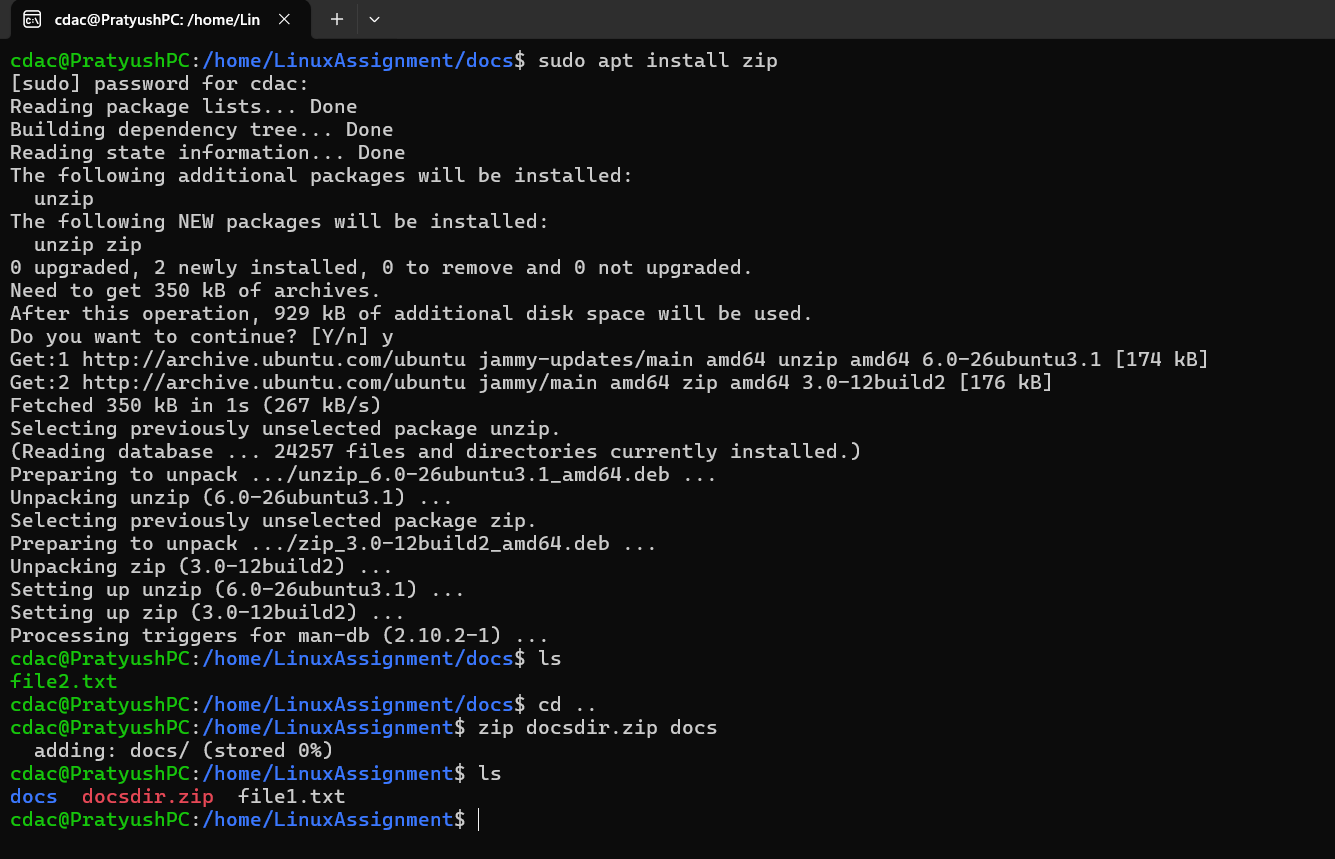 cdac@PratyushPC: /home/Lin
cdac@PratyushPC:/home/LinuxAssignment/docs$ sudo apt install zip
[sudo] password for cdac:
Reading package lists... Done
Building dependency tree... Done
Reading state information... Done
The following additional packages will be installed:
  unzip
The following NEW packages will be installed:
  unzip zip
0 upgraded, 2 newly installed, 0 to remove and 0 not upgraded.
Need to get 350 kB of archives.
After this operation, 929 kB of additional disk space will be used.
Do you want to continue? [Y/n] y
Get:1 http://archive.ubuntu.com/ubuntu jammy-updates/main amd64 unzip amd64 6.0-26ubuntu3.1 [174 kB]
Get:2 http://archive.ubuntu.com/ubuntu jammy/main amd64 zip amd64 3.0-12build2 [176 kB]
Fetched 350 kB in 1s (267 kB/s)
Selecting previously unselected package unzip.
(Reading database ... 24257 files and directories currently installed.)
Preparing to unpack .../unzip_6.0-26ubuntu3.1_amd64.deb ...
Unpacking unzip (6.0-26ubuntu3.1) ...
Selecting previously unselected package zip.
Preparing to unpack .../zip_3.0-12build2_amd64.deb ...
Unpacking zip (3.0-12build2) ...
Setting up unzip (6.0-26ubuntu3.1) ...
Setting up zip (3.0-12build2) ...
Processing triggers for man-db (2.10.2-1) ...
cdac@PratyushPC:/home/LinuxAssignment/docs$ ls
file2.txt
cdac@PratyushPC:/home/LinuxAssignment/docs$ cd ..
cdac@PratyushPC:/home/LinuxAssignment$ zip docsdir.zip docs
  adding: docs/ (stored 0%)
cdac@PratyushPC:/home/LinuxAssignment$ ls
docs  docsdir.zip  file1.txt
cdac@PratyushPC:/home/LinuxAssignment$